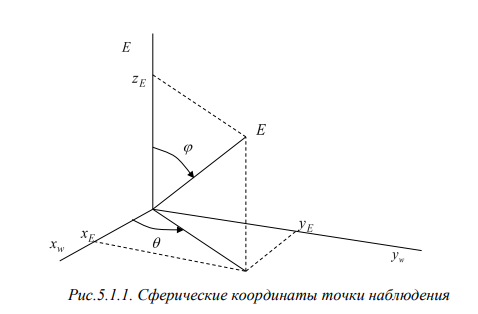 E
z_E
E
φ
y_E
x_E
x_w
θ
y_w
Рис.5.1.1. Сферические координаты точки наблюдения